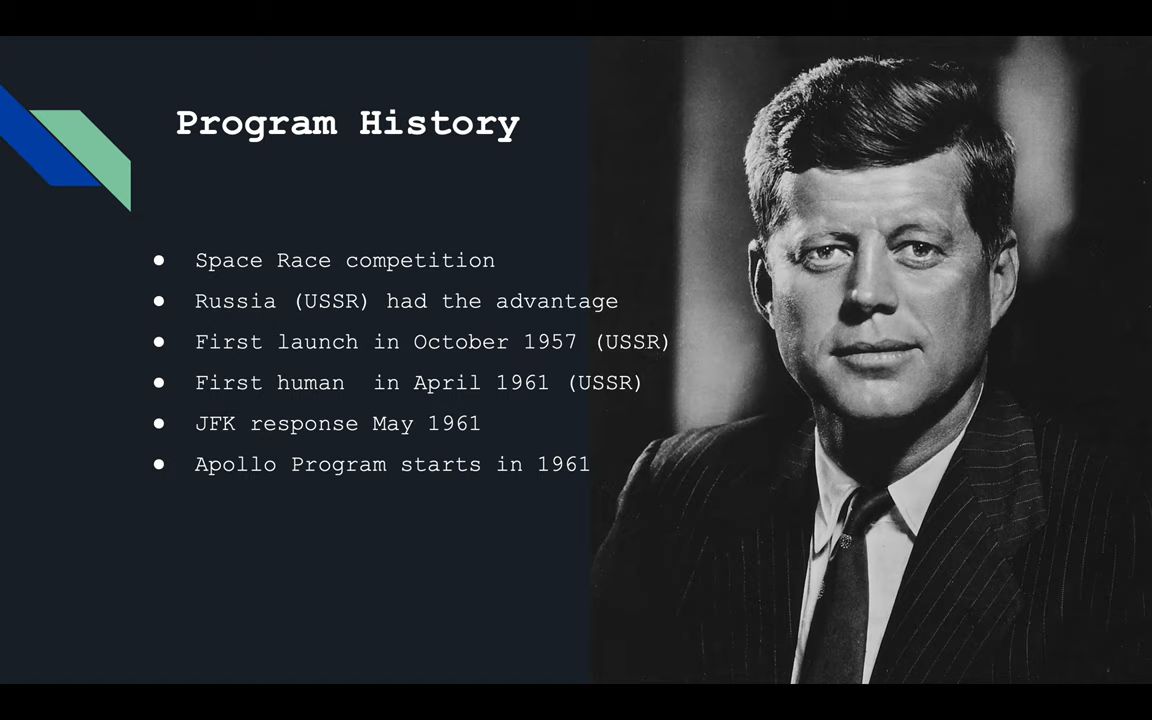 Program History
● Space Race competition
● Russia (USSR) had the advantage
● First launch in October 1957 (USSR)
● First human  in April 1961 (USSR)
● JFK response May 1961
● Apollo Program starts in 1961